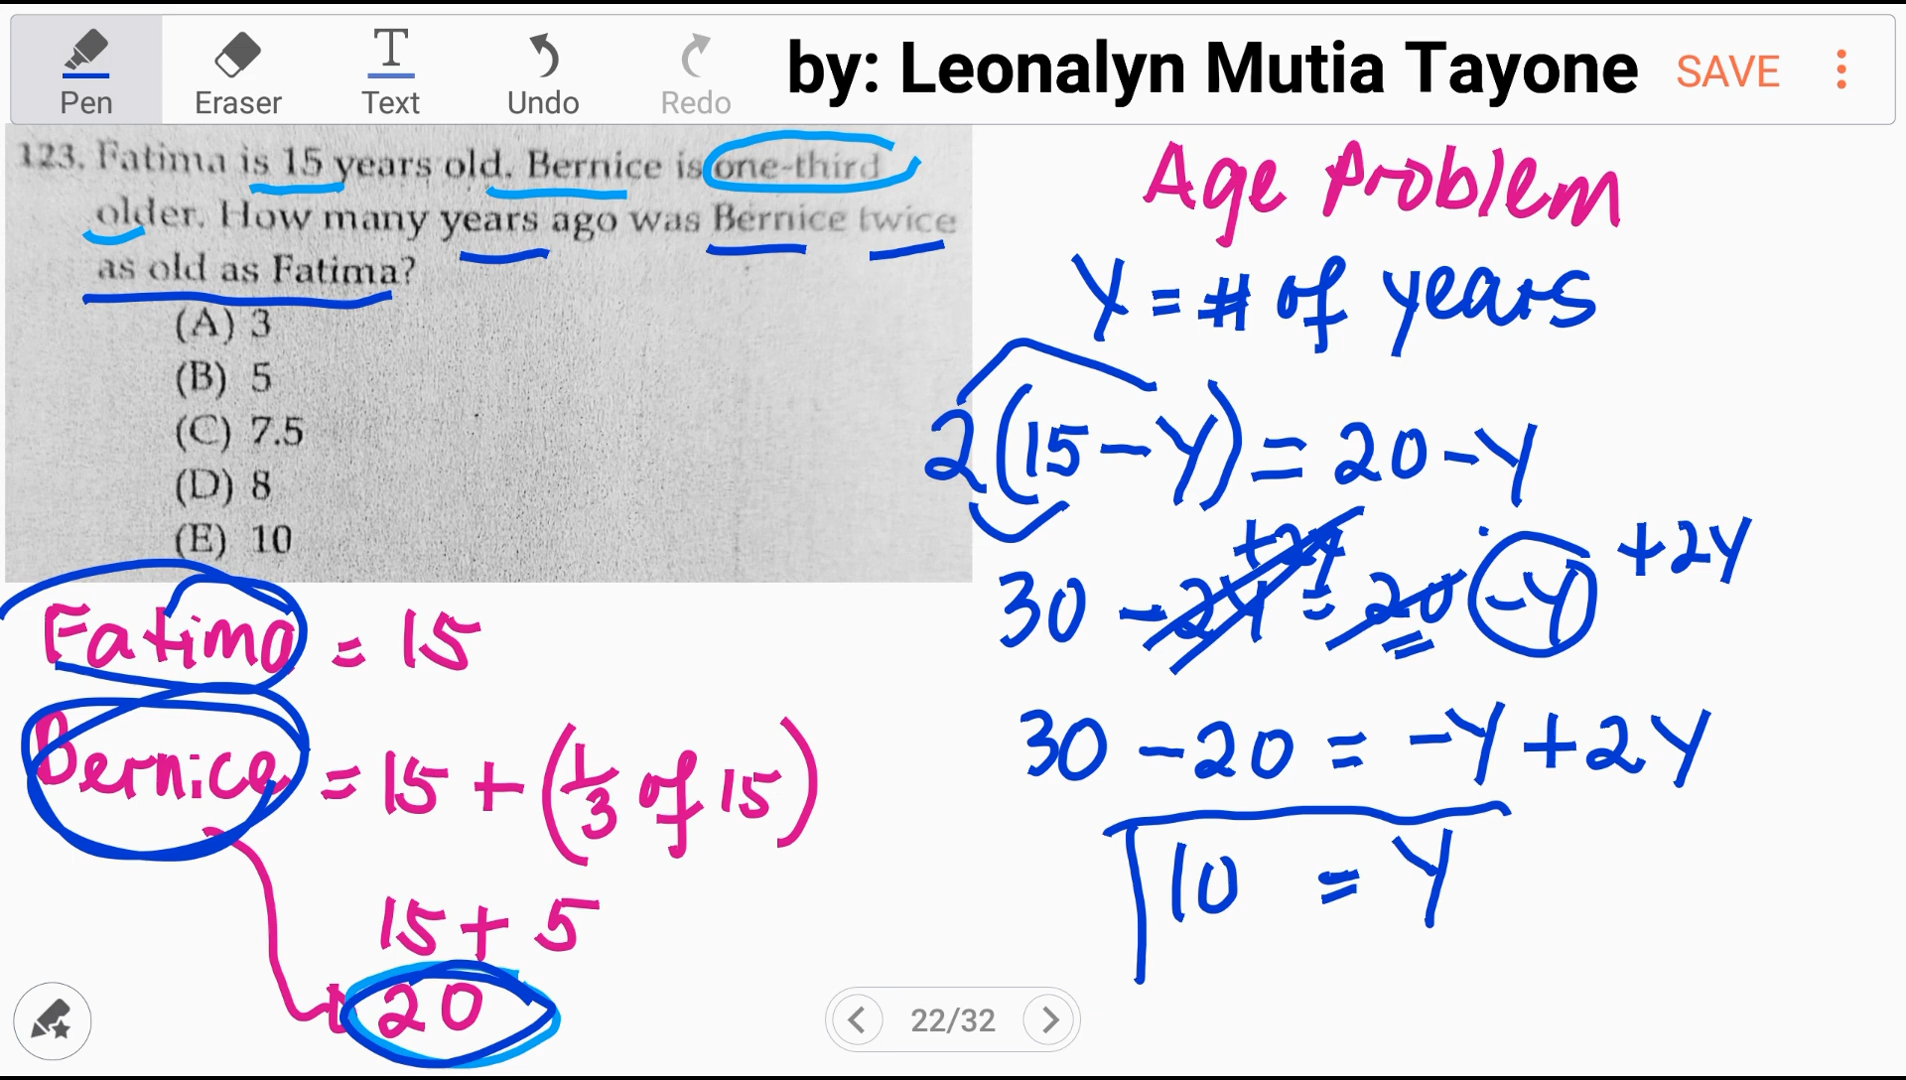 Pen
Eraser
Text
Undo
Redo
by: Leonalyn Mutia Tayone
SAVE
123. Fatima is 15 years old. Bernice is one-third
older. How many years ago was Bernice twice
as old as Fatima?
(A) 3
(B) 5
(C) 7.5
(D) 8
(E) 10
Fatima = 15
Bernice = 15 + (1/3 of 15)
15 + 5
20
Age Problem
Y = # of years
2(15 - Y) = 20 - Y
+2Y
30 - 2Y = 20 - Y +2Y
30 - 20 = -Y + 2Y
10 = Y
22/32